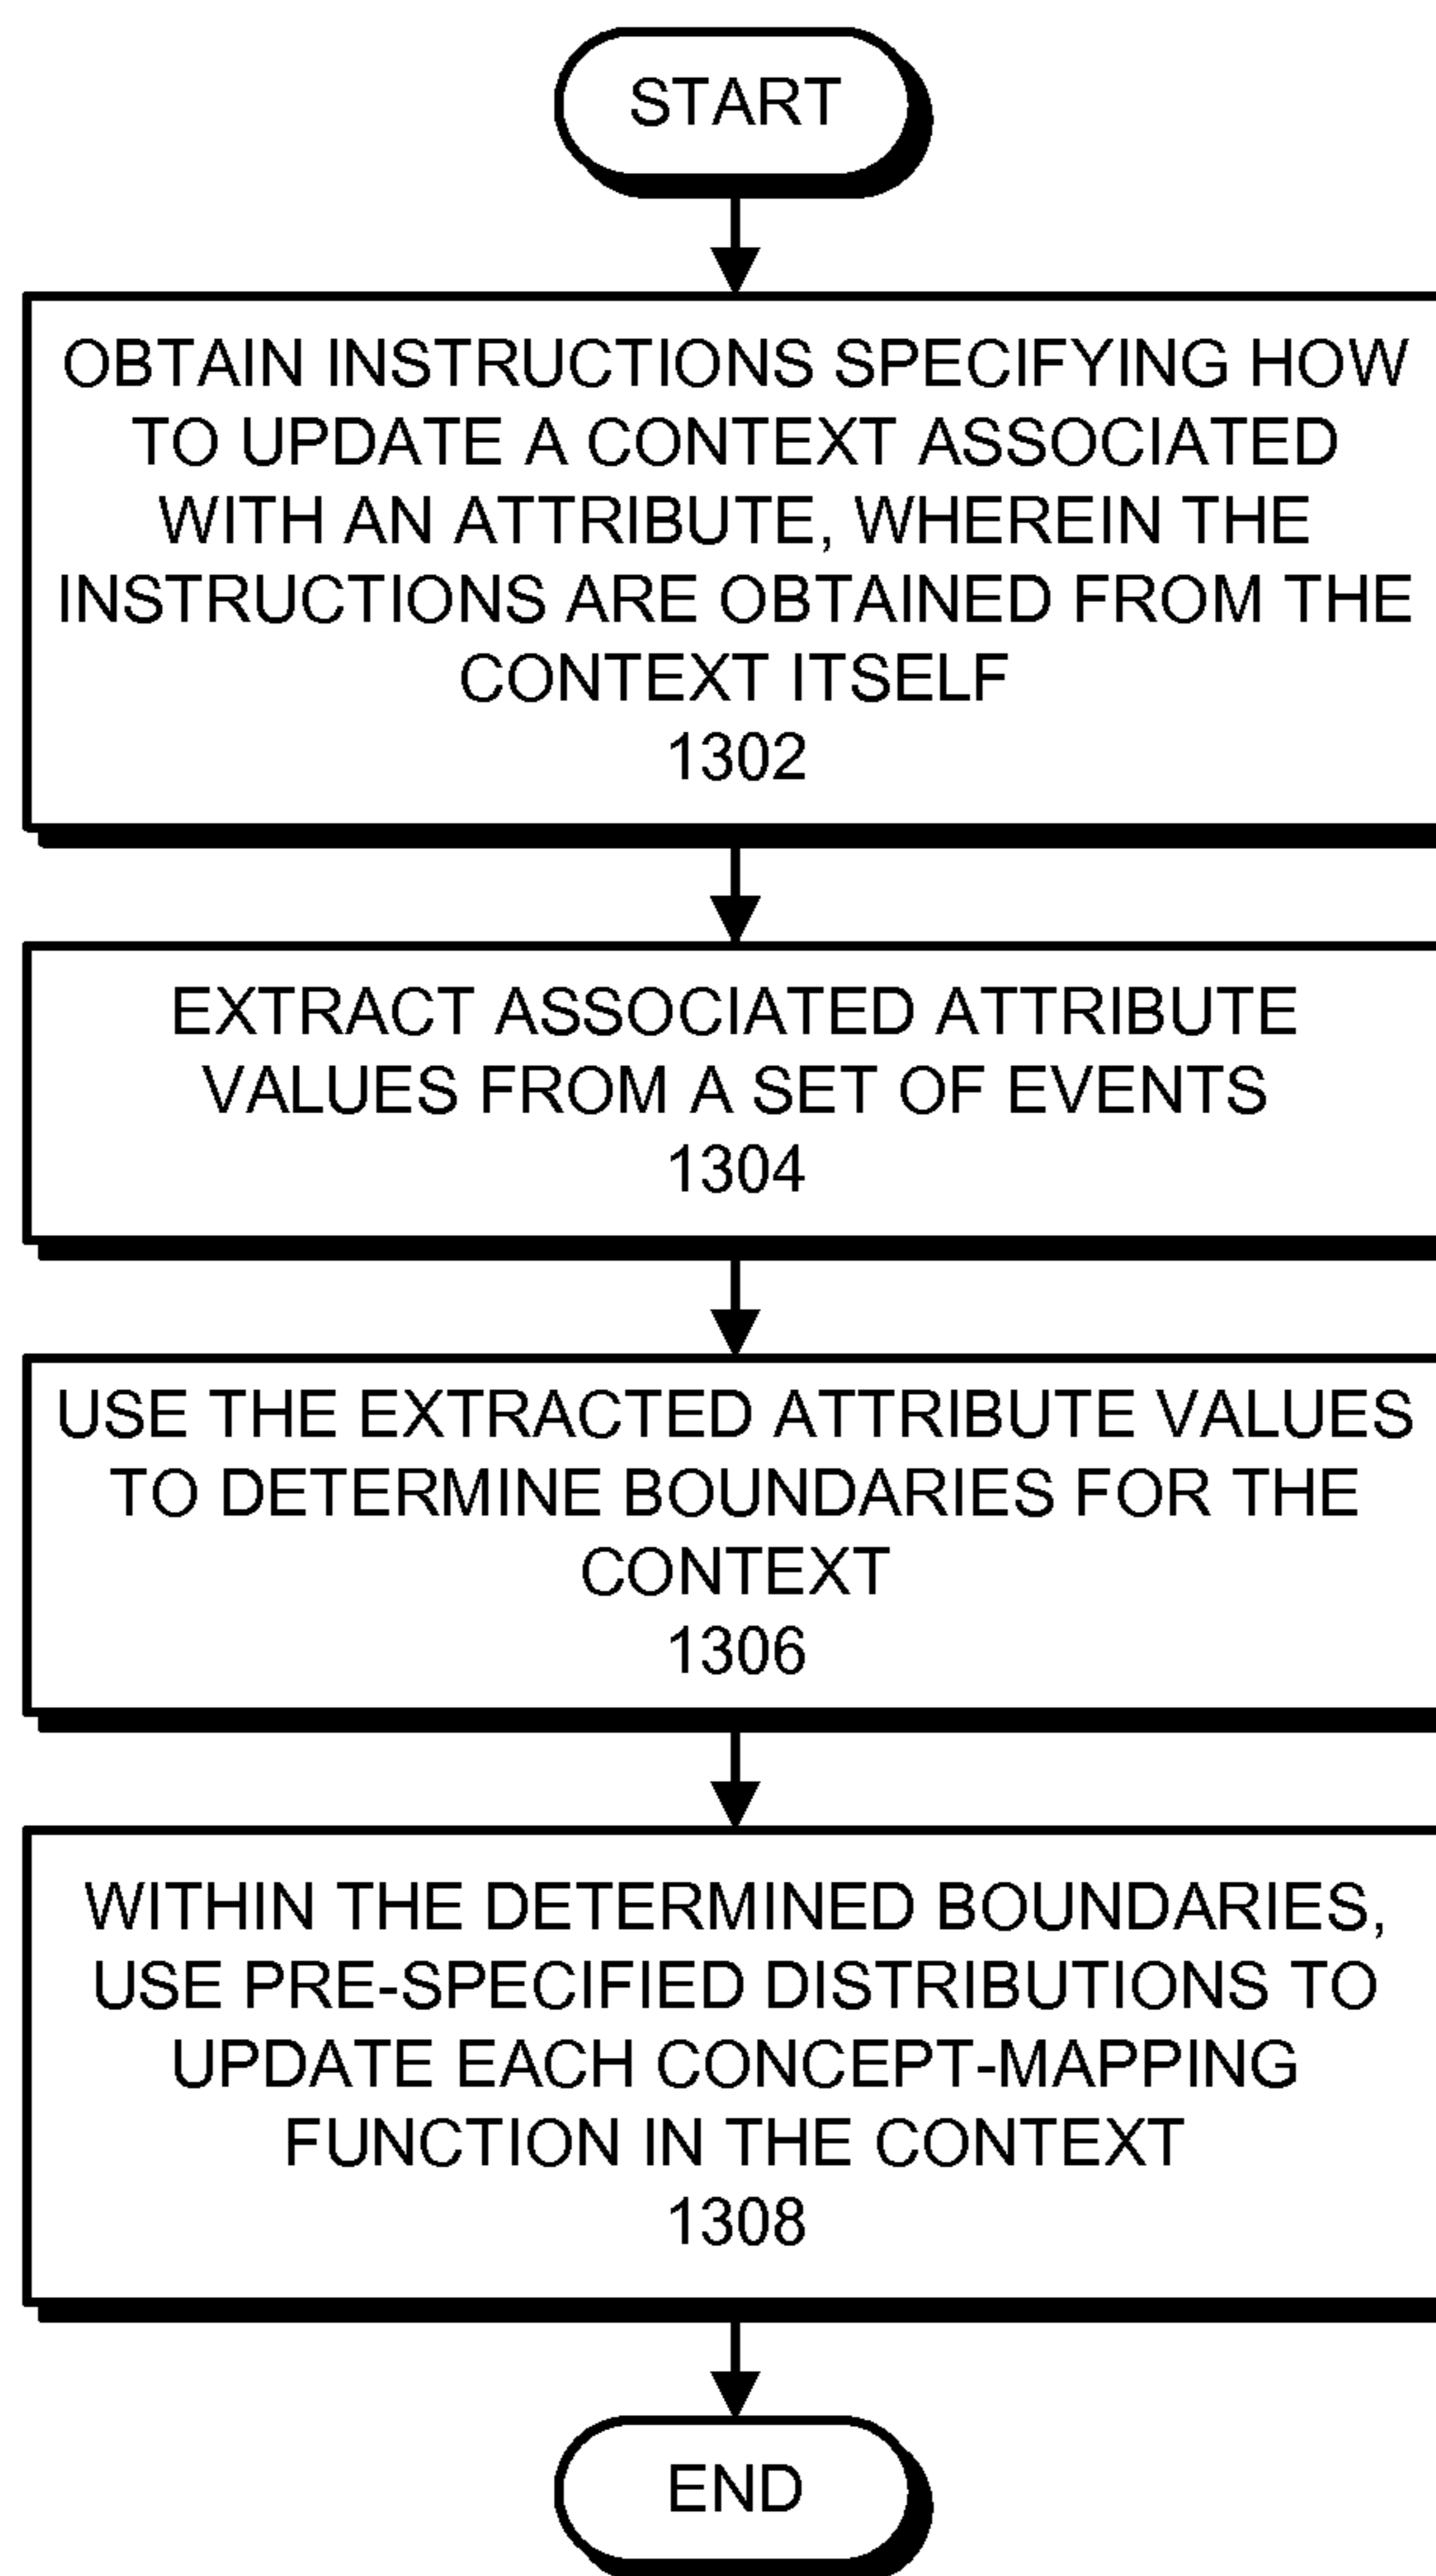 START
OBTAIN INSTRUCTIONS SPECIFYING HOW
TO UPDATE A CONTEXT ASSOCIATED
WITH AN ATTRIBUTE, WHEREIN THE
INSTRUCTIONS ARE OBTAINED FROM THE
CONTEXT ITSELF
1302
EXTRACT ASSOCIATED ATTRIBUTE
VALUES FROM A SET OF EVENTS
1304
USE THE EXTRACTED ATTRIBUTE VALUES
TO DETERMINE BOUNDARIES FOR THE
CONTEXT
1306
WITHIN THE DETERMINED BOUNDARIES,
USE PRE-SPECIFIED DISTRIBUTIONS TO
UPDATE EACH CONCEPT-MAPPING
FUNCTION IN THE CONTEXT
1308
END